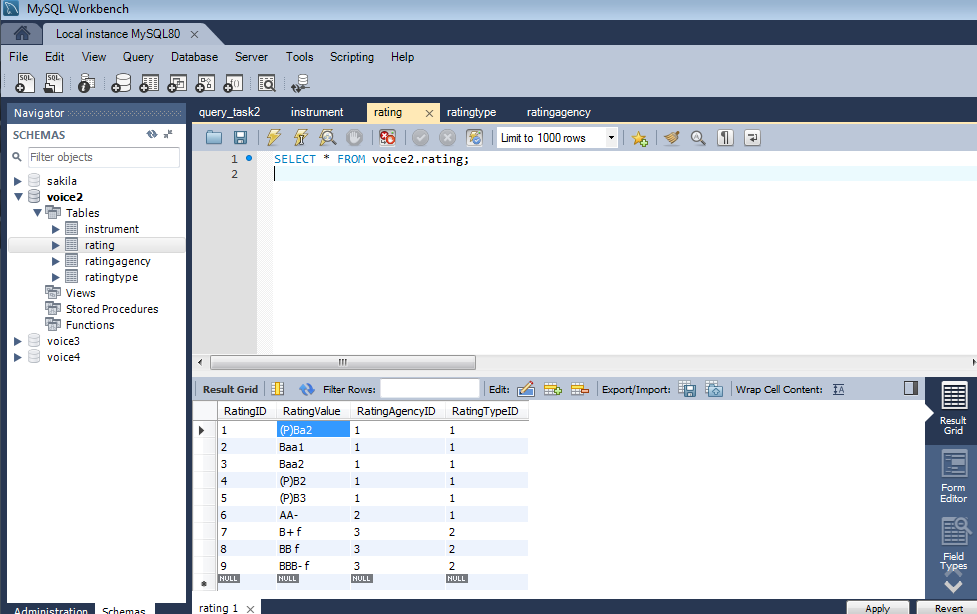 MySQL Workbench
Local instance MySQL80
File Edit View Query Database Server Tools Scripting Help
SQL SQL
Navigator query_task2 instrument rating ratingtype ratingagency
SCHEMAS
Limit to 1000 rows
Filter objects
1 SELECT * FROM voice2.rating;
2
sakila
voice2
Tables
instrument
rating
ratingagency
ratingtype
Views
Stored Procedures
Functions
voice3
voice4
Result Grid Filter Rows: Edit: Export/Import: Wrap Cell Content: IA
RatingID RatingValue RatingAgencyID RatingTypeID
1 (P)Ba2 1 1
2 Baa1 1 1
3 Baa2 1 1
4 (P)B2 1 1
5 (P)B3 1 1
6 AA- 2 1
7 B+f 3 2
8 BB f 3 2
9 BBB-f 3 2
NULL NULL NULL NULL
Result
Grid
Form
Editor
Field
Types
Administration Schemas
rating 1
Apply Revert